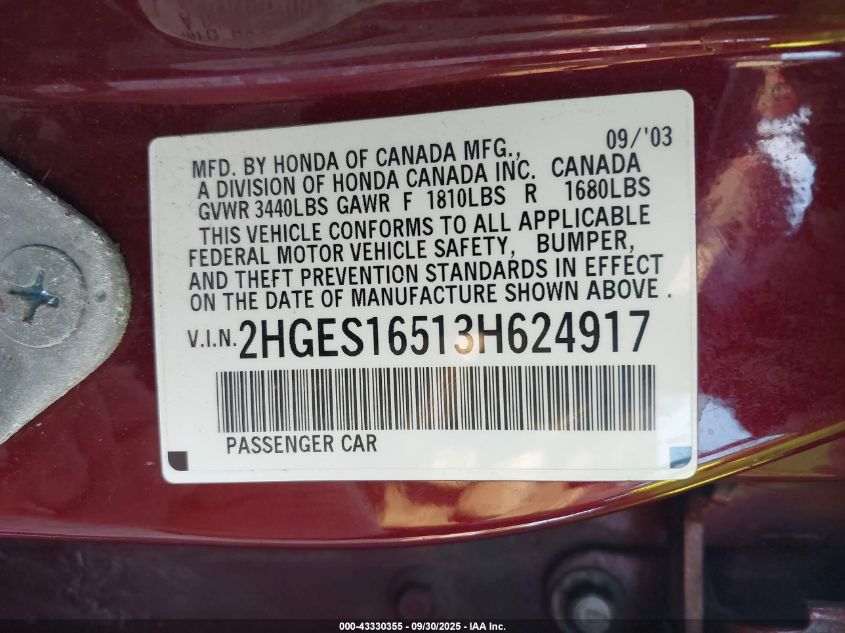 09/'03
MFD. BY HONDA OF CANADA MFG.,
A DIVISION OF HONDA CANADA INC. CANADA
GVWR 3440LBS GAWR F 1810LBS R 1680LBS
THIS VEHICLE CONFORMS TO ALL APPLICABLE
FEDERAL MOTOR VEHICLE SAFETY, BUMPER,
AND THEFT PREVENTION STANDARDS IN EFFECT
ON THE DATE OF MANUFACTURE SHOWN ABOVE.
V.I.N. 2HGES16513H624917
PASSENGER CAR
000-43330355 - 09/30/2025 - IAA Inc.